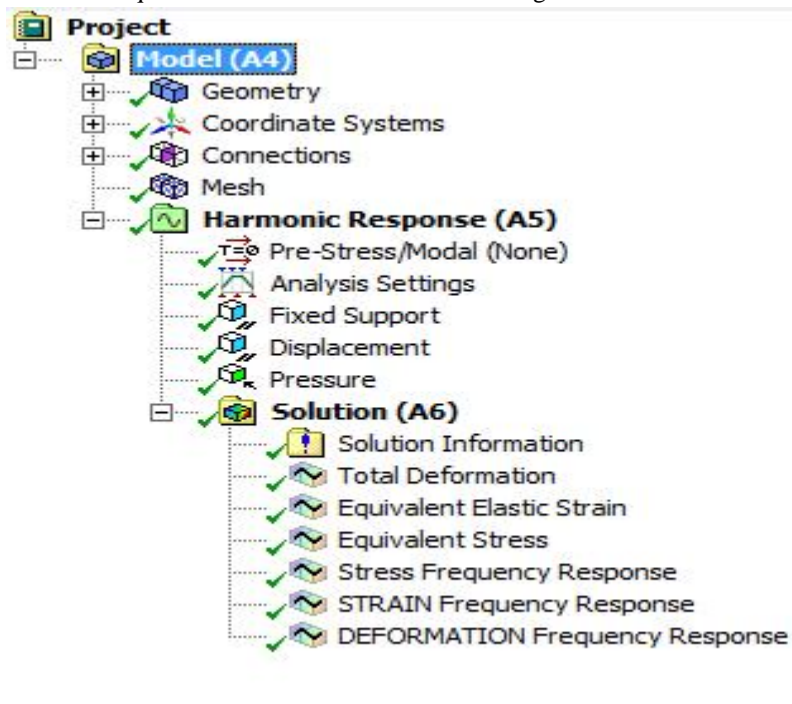 Project
Model (A4)
Geometry
Coordinate Systems
Connections
Mesh
Harmonic Response (A5)
T=0 Pre-Stress/Modal (None)
Analysis Settings
Fixed Support
Displacement
Pressure
Solution (A6)
Solution Information
Total Deformation
Equivalent Elastic Strain
Equivalent Stress
Stress Frequency Response
STRAIN Frequency Response
DEFORMATION Frequency Response